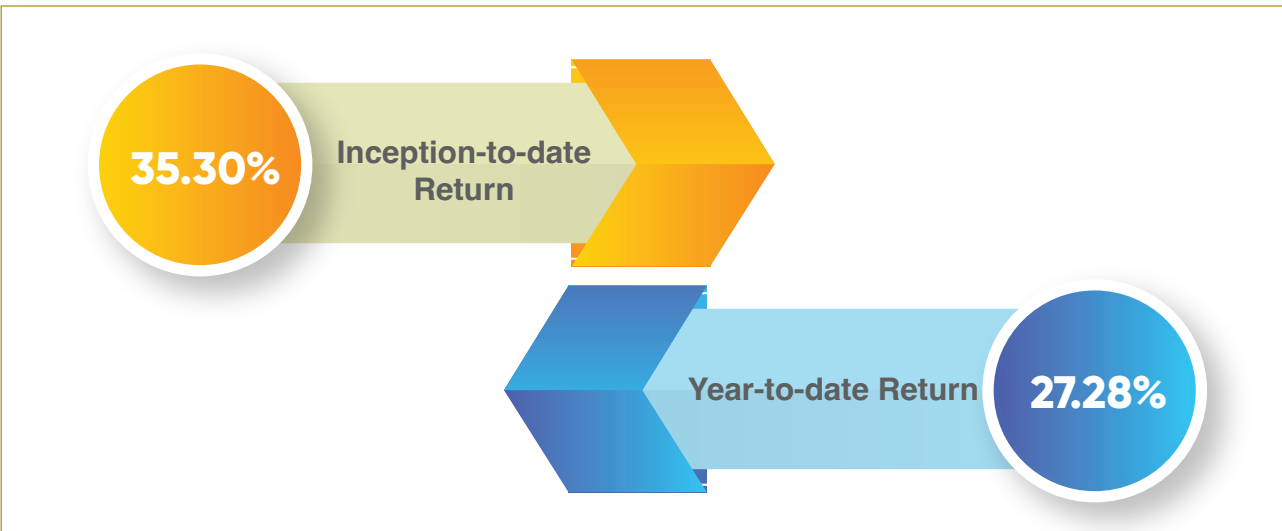 35.30%
Inception-to-date
Return
Year-to-date Return
27.28%